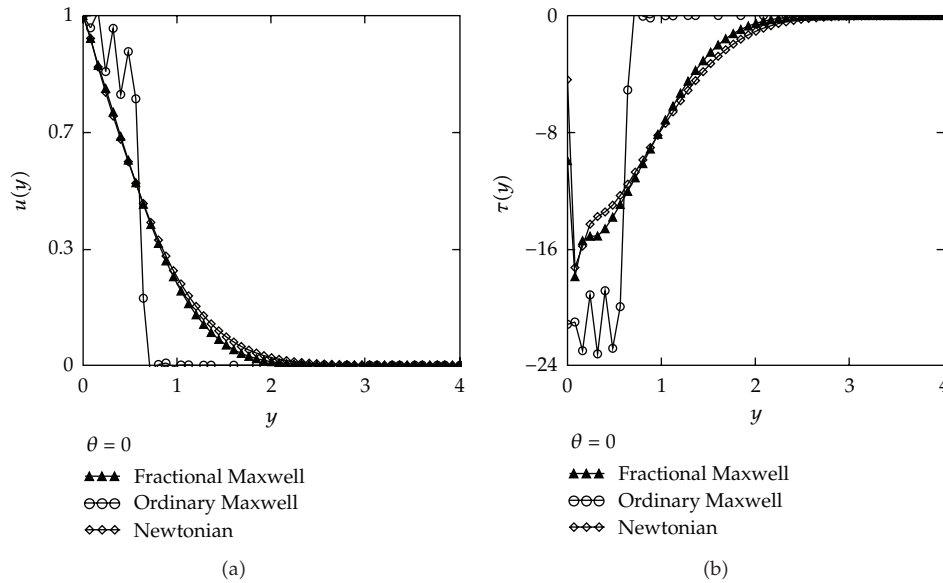 1
0.7
0.3
0
u(y)
0 1 2 3 4
y
θ = 0
Fractional Maxwell
Ordinary Maxwell
Newtonian
(a)
0
−8
−16
−24
τ(y)
0 1 2 3 4
y
θ = 0
Fractional Maxwell
Ordinary Maxwell
Newtonian
(b)